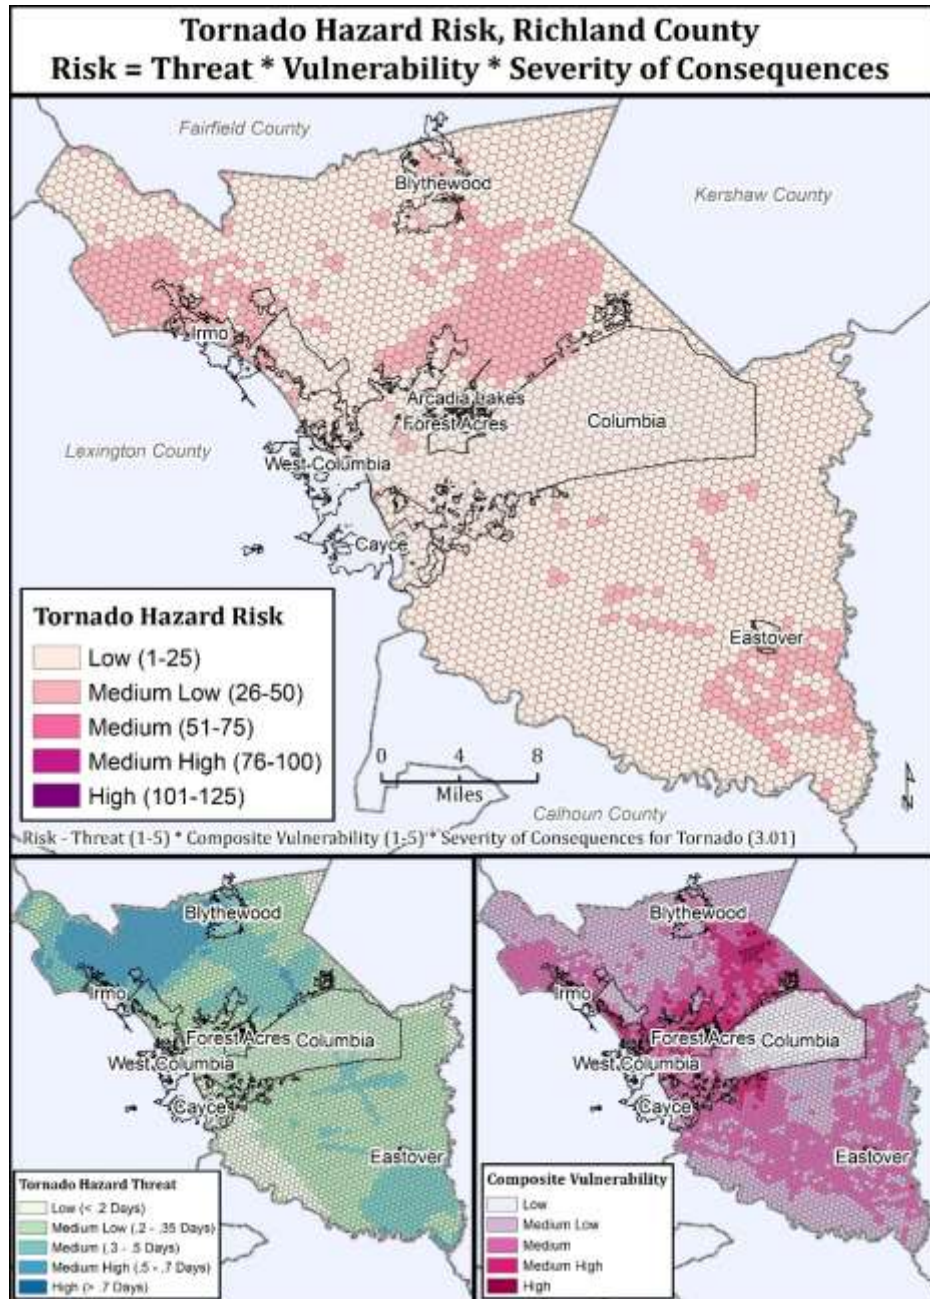 Tornado Hazard Risk, Richland County
Risk = Threat * Vulnerability * Severity of Consequences
Fairfield County
Blythewood
Kershaw County
Irmo
Arcadia Lakes
Forest Acres
Columbia
Lexington County
West Columbia
Cayce
Eastover
Tornado Hazard Risk
Low (1-25)
Medium Low (26-50)
Medium (51-75)
Medium High (76-100)
High (101-125)
0 4 8
Miles
N
Calhoun County
Risk - Threat (1-5) * Composite Vulnerability (1-5) * Severity of Consequences for Tornado (3.01)
Blythewood
Irmo
Forest Acres
Columbia
West Columbia
Cayce
Eastover
Tornado Hazard Threat
Low (< .2 Days)
Medium Low (.2 - .35 Days)
Medium (.3 - .5 Days)
Medium High (.5 - .7 Days)
High (> .7 Days)
Blythewood
Irmo
Forest Acres
Columbia
West Columbia
Cayce
Eastover
Composite Vulnerability
Low
Medium Low
Medium
Medium High
High